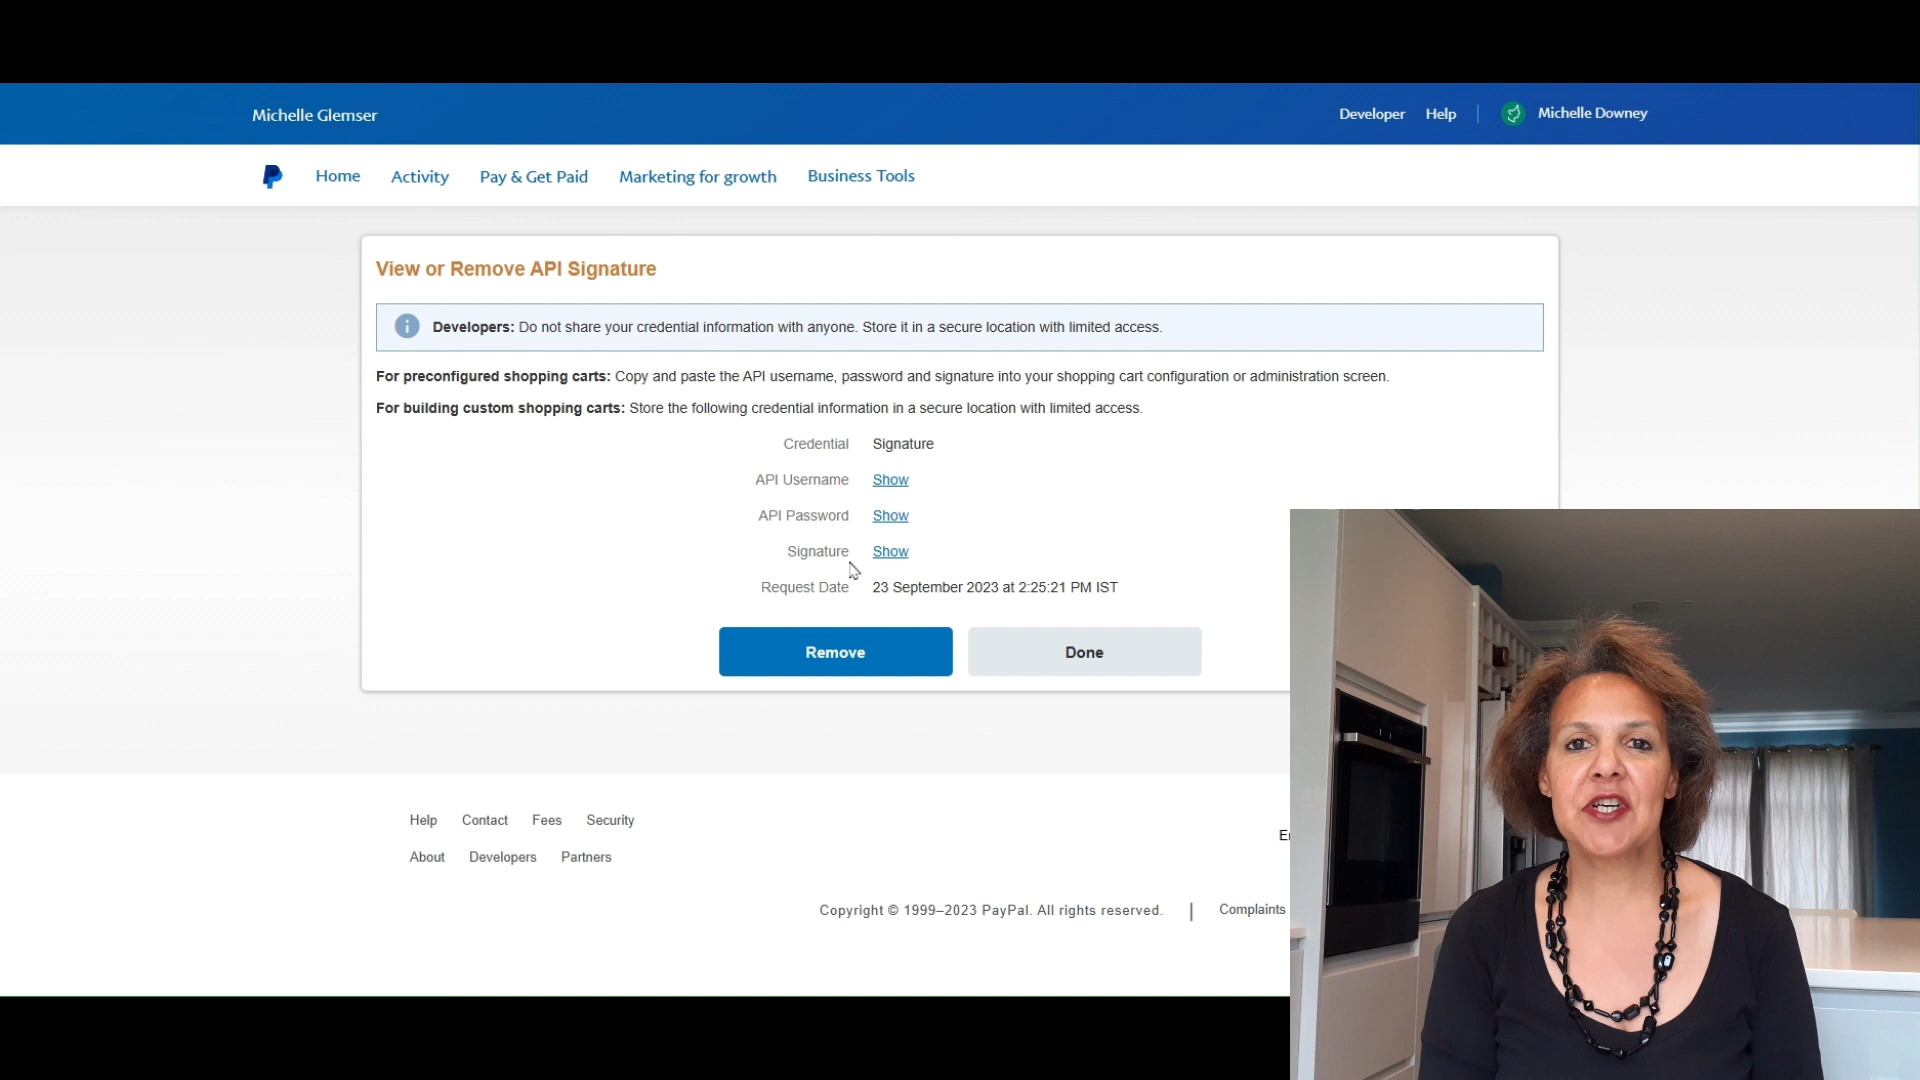 Michelle Glemser
Developer Help | Michelle Downey
Home Activity Pay & Get Paid Marketing for growth Business Tools
View or Remove API Signature
Developers: Do not share your credential information with anyone. Store it in a secure location with limited access.
For preconfigured shopping carts: Copy and paste the API username, password and signature into your shopping cart configuration or administration screen.
For building custom shopping carts: Store the following credential information in a secure location with limited access.
Credential Signature
API Username Show
API Password Show
Signature Show
Request Date 23 September 2023 at 2:25:21 PM IST
Remove Done
Help Contact Fees Security
About Developers Partners
Copyright © 1999–2023 PayPal. All rights reserved. | Complaints